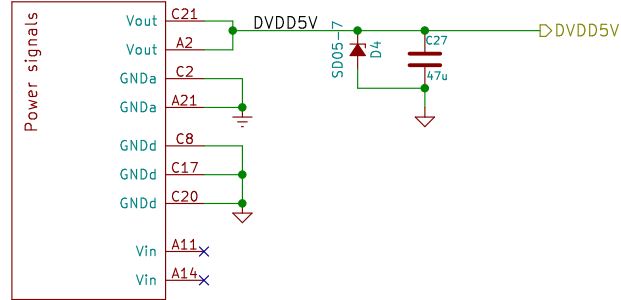 Power signals
Vout C21
DVDD5V
Vout A2
GNDa C2
GNDa A21
GNDd C8
GNDd C17
GNDd C20
Vin A11
Vin A14
SD05-7
D4
C27
47u
DVDD5V